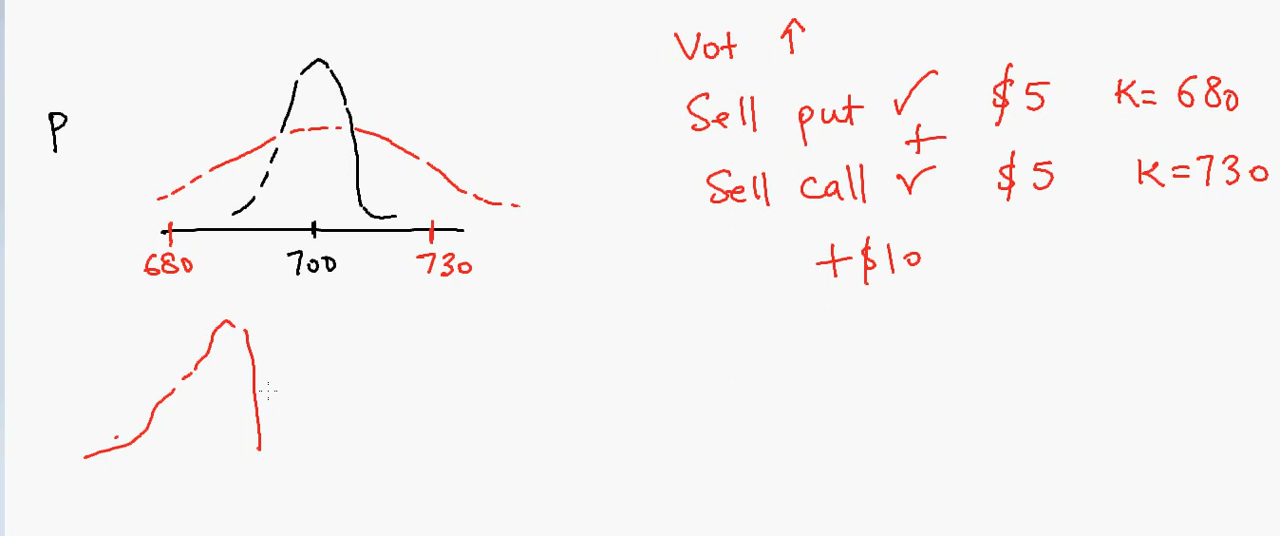 Vol ↑
Sell put ✓ $5 K= 680
+
Sell call ✓ $5 K=730
+$10
P
680 700 730